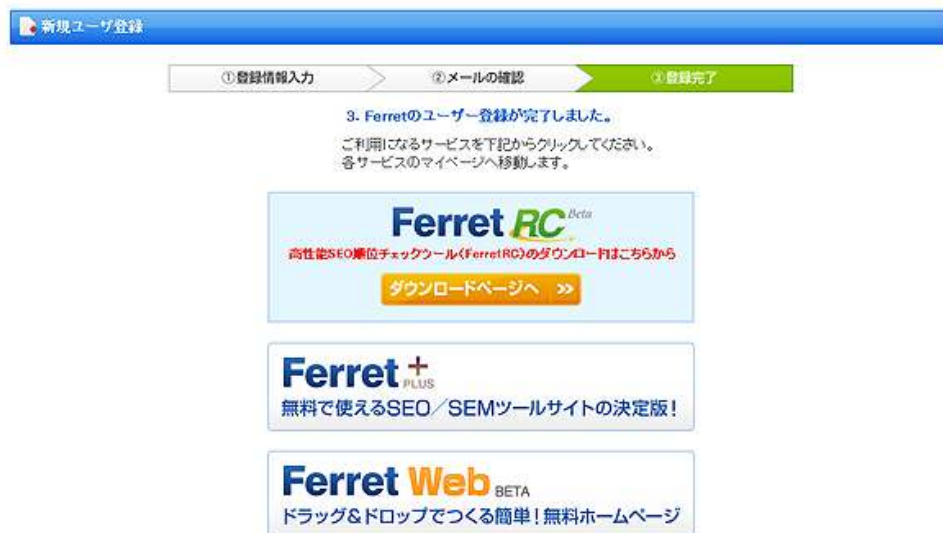 新規ユーザ登録
①登録情報入力
②メールの確認
③登録完了
3. Ferretのユーザー登録が完了しました。
ご利用になるサービスを下記からクリックしてください。
各サービスのマイページへ移動します。
Ferret RC Beta
高性能SEO順位チェックツール(FerretRC)のダウンロードはこちらから
ダウンロードページへ >>
Ferret + PLUS
無料で使えるSEO/SEMツールサイトの決定版!
Ferret Web BETA
ドラッグ&ドロップでつくる簡単!無料ホームページ